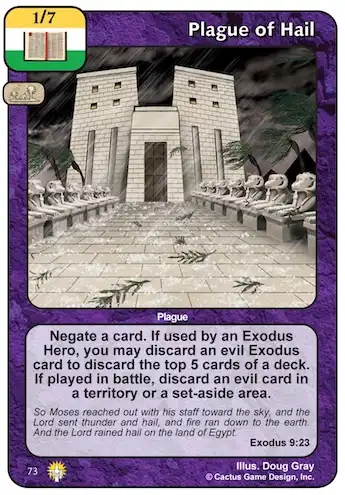 1/7
Plague of Hail
Plague
Negate a card. If used by an Exodus
Hero, you may discard an evil Exodus
card to discard the top 5 cards of a deck.
If played in battle, discard an evil card in
a territory or a set-aside area.
So Moses reached out with his staff toward the sky, and the
Lord sent thunder and hail, and fire ran down to the earth.
And the Lord rained hail on the land of Egypt.
Exodus 9:23
73
Illus. Doug Gray
© Cactus Game Design, Inc.